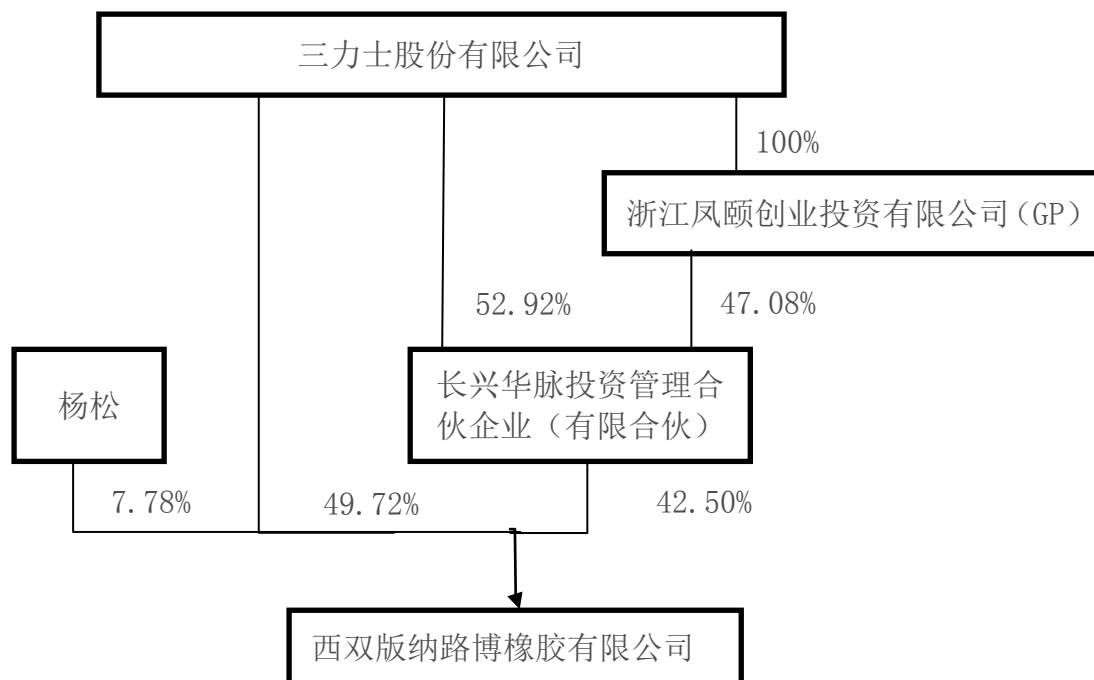 三力士股份有限公司
100%
浙江凤颐创业投资有限公司(GP)
52.92%
47.08%
杨松
长兴华脉投资管理合
伙企业（有限合伙）
7.78%
49.72%
42.50%
西双版纳路博橡胶有限公司